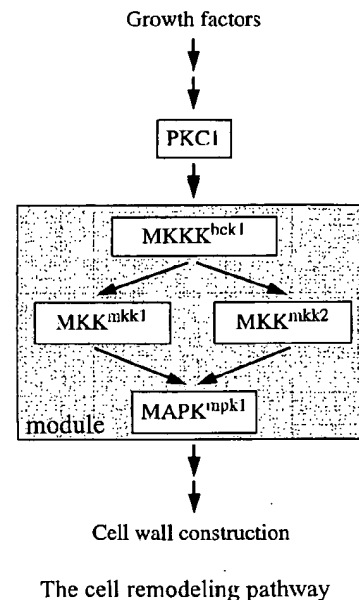 Growth factors
PKC1
MKKK^bck1
MKK^mkk1 MKK^mkk2
MAPK^mpk1
module
Cell wall construction
The cell remodeling pathway